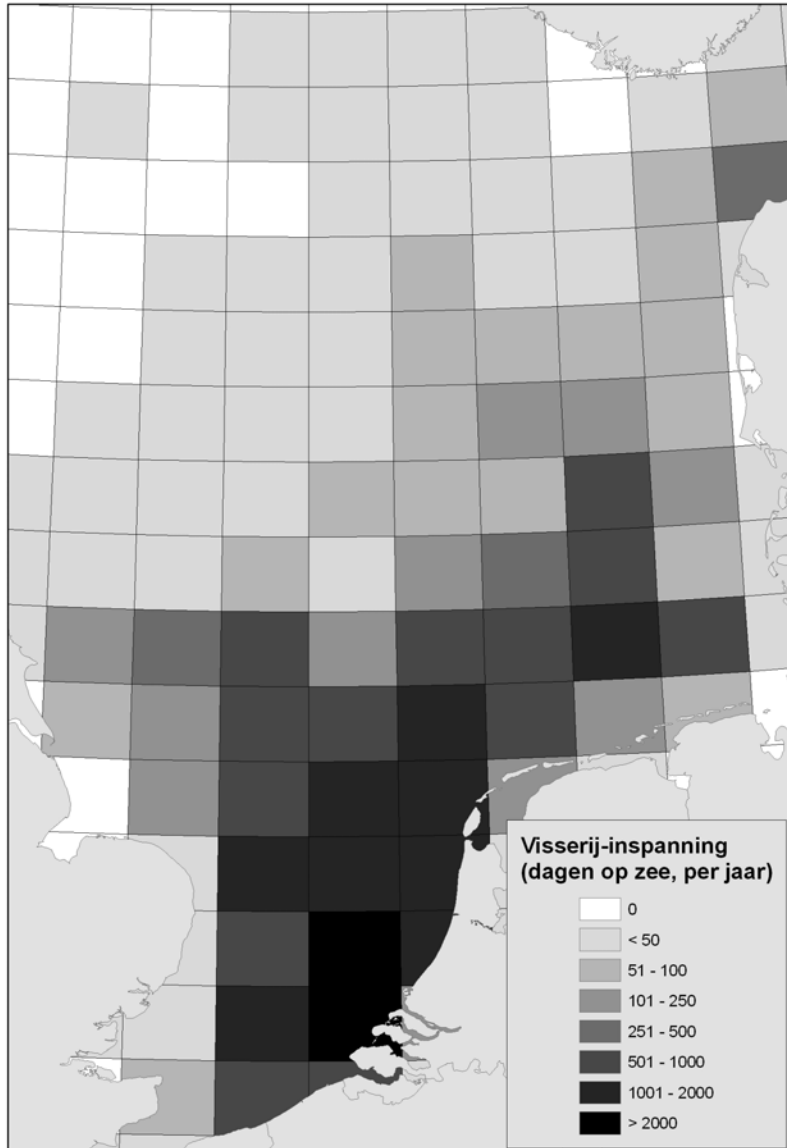 Visserij-inspanning
(dagen op zee, per jaar)
0
< 50
51 - 100
101 - 250
251 - 500
501 - 1000
1001 - 2000
> 2000